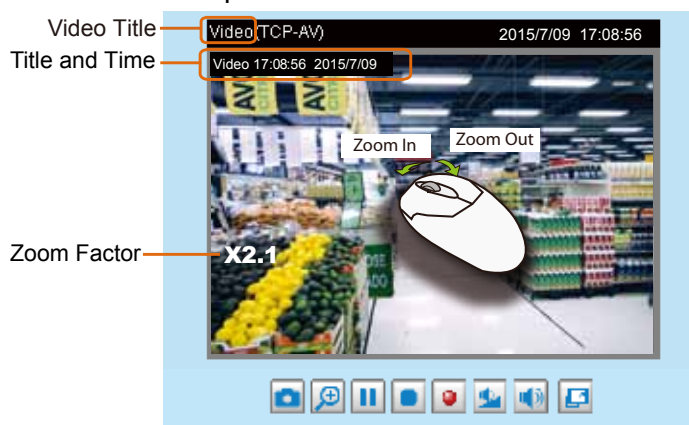 Video Title
Video(TCP-AV) 2015/7/09 17:08:56
Title and Time
Video 17:08:56 2015/7/09
Zoom In
Zoom Out
Zoom Factor
X2.1